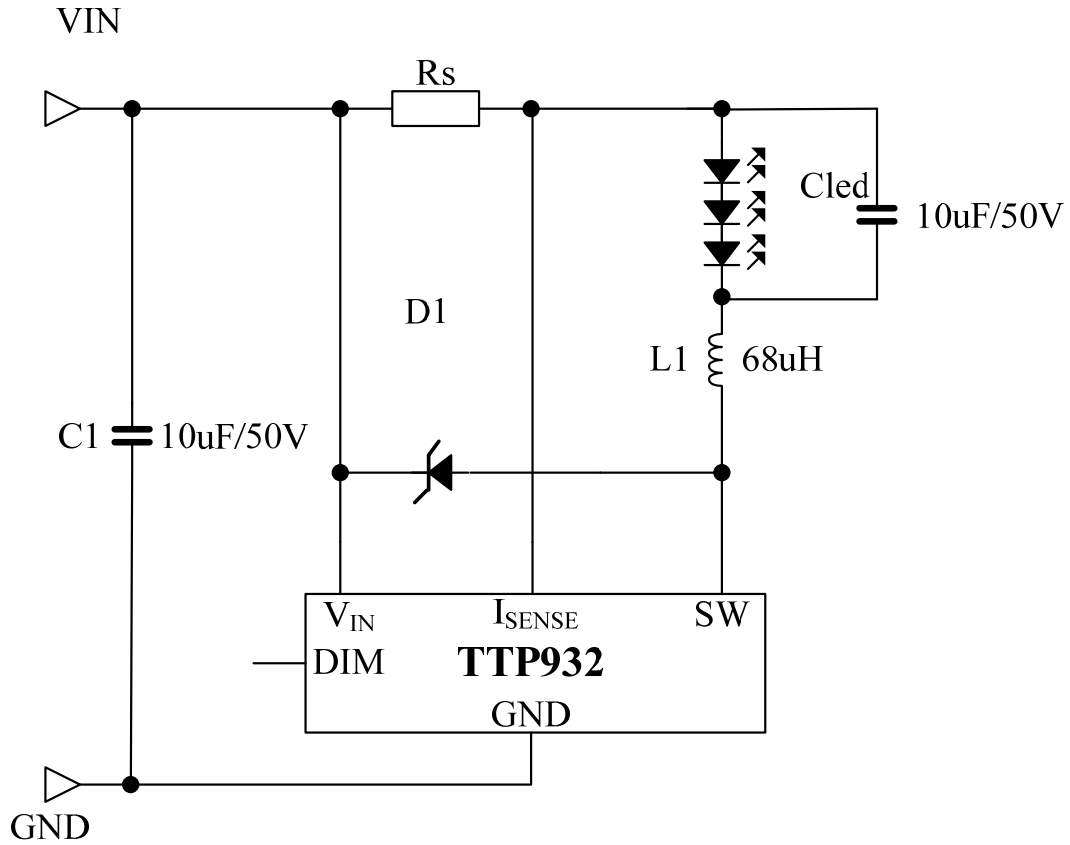 VIN
Rs
Cled
10uF/50V
D1
L1
68uH
C1
10uF/50V
VIN
ISENSE
SW
DIM
TTP932
GND
GND